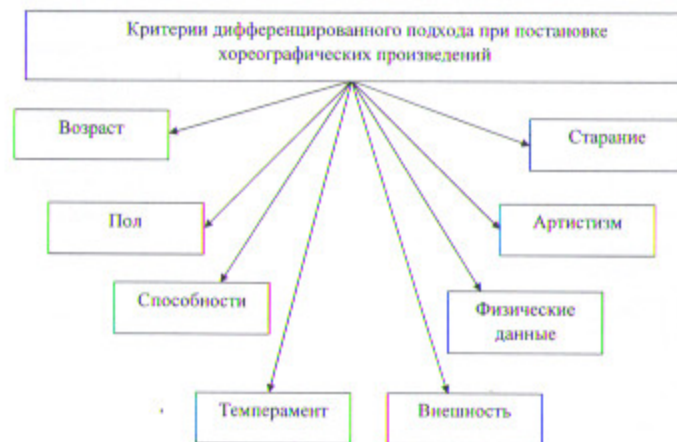 Критерии дифференцированного подхода при постановке
хореографических произведений
Возраст
Старание
Пол
Артистизм
Способности
Физические
данные
Темперамент
Внешность